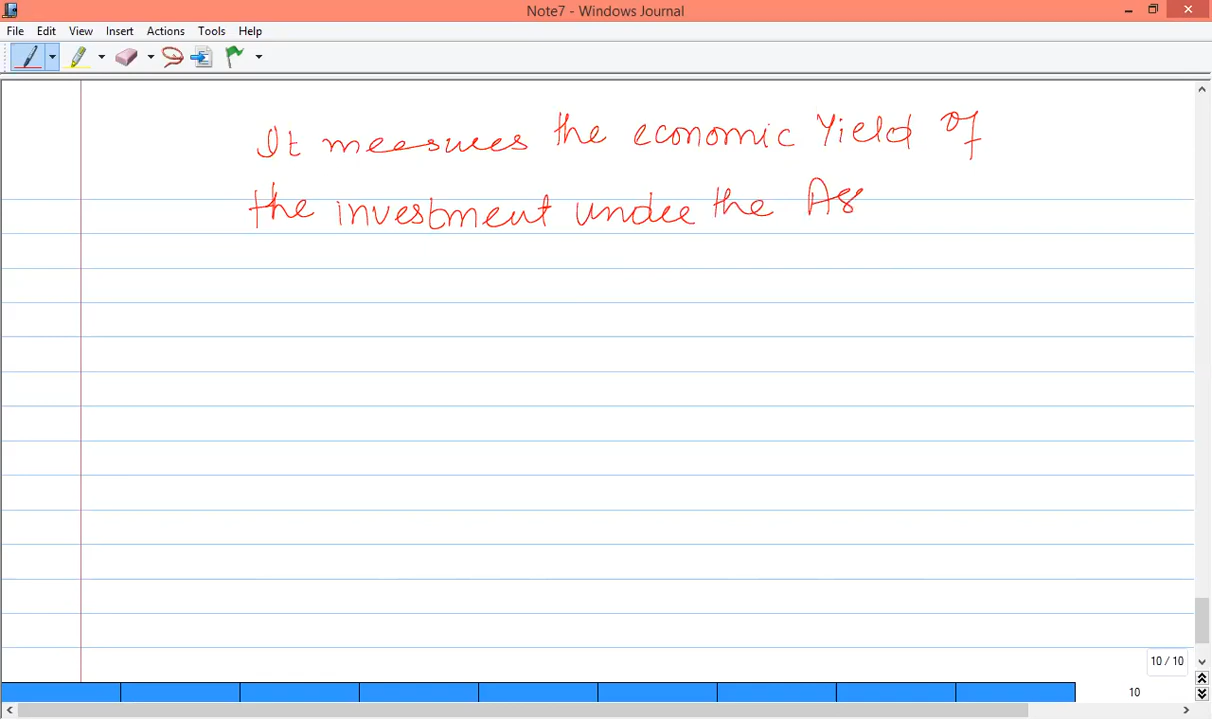 Note7 - Windows Journal
File Edit View Insert Actions Tools Help
It measures the economic Yield of
the investment under the As
10 / 10
10